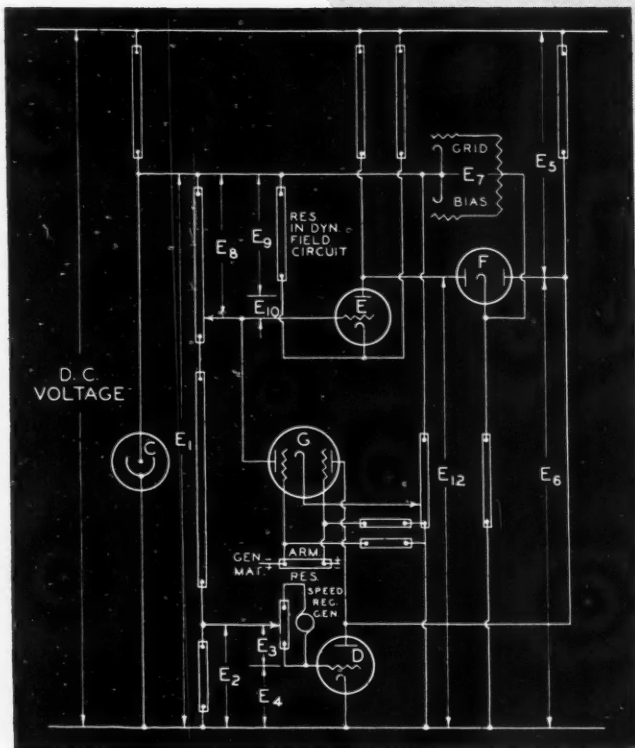 GRID
E5
E7
BIAS
RES
IN DYN.
FIELD
CIRCUIT
E8
E9
F
E10
E
D.C.
VOLTAGE
C
E1
G
E12
E6
GEN.
MAT.
ARM
RES.
SPEED
REG.
GEN.
E3
E2
D
E4